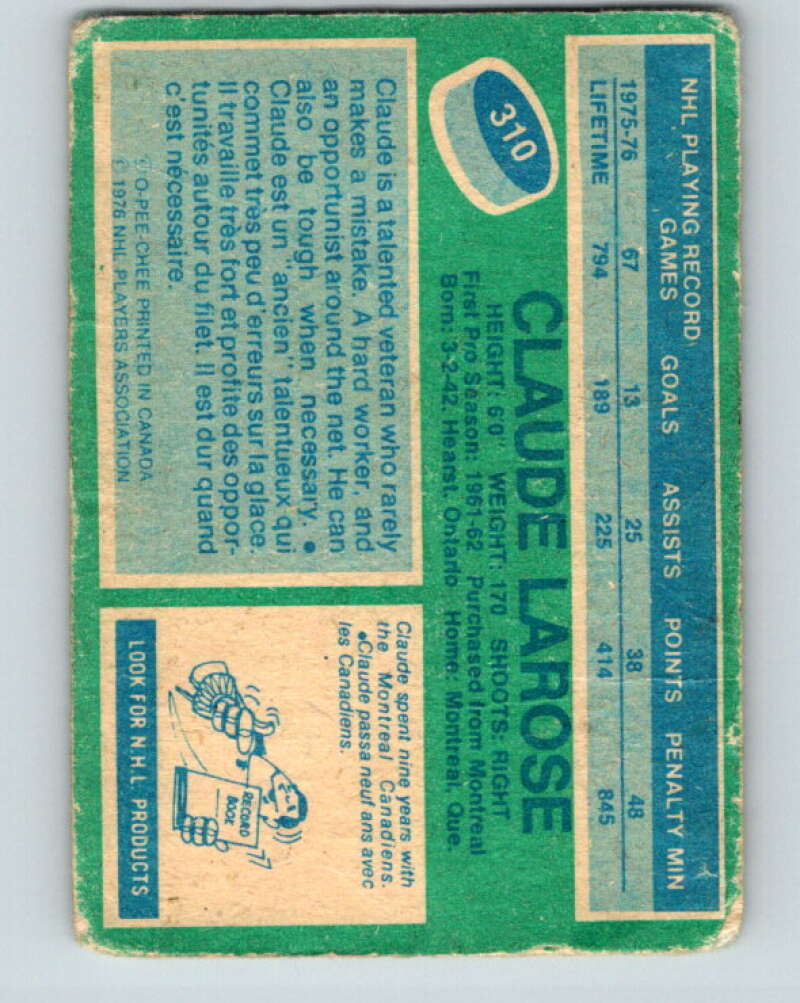 NHL PLAYING RECORD
GAMES GOALS ASSISTS POINTS PENALTY MIN
1975-76 67 13 25 38 48
LIFETIME 794 189 225 414 845
310
CLAUDE LAROSE
HEIGHT: 6'0" WEIGHT: 170 SHOOTS: RIGHT
First Pro Season: 1961-62 Purchased from Montreal
Born: 3-2-42, Hearst, Ontario Home: Montreal, Que.
Claude is a talented veteran who rarely
makes a mistake. A hard worker, and
an opportunist around the net. He can
also be tough when necessary. •
Claude est un "ancien" talentueux qui
commet très peu d'erreurs sur la glace.
Il travaille très fort et profite des oppor-
tunités autour du filet. Il est dur quand
c'est nécessaire.
© O-PEE-CHEE PRINTED IN CANADA
© 1976 NHL PLAYERS ASSOCIATION
Claude spent nine years with
the Montreal Canadiens.
•Claude passa neuf ans avec
les Canadiens.
RECORD
BOOK
LOOK FOR N.H.L. PRODUCTS